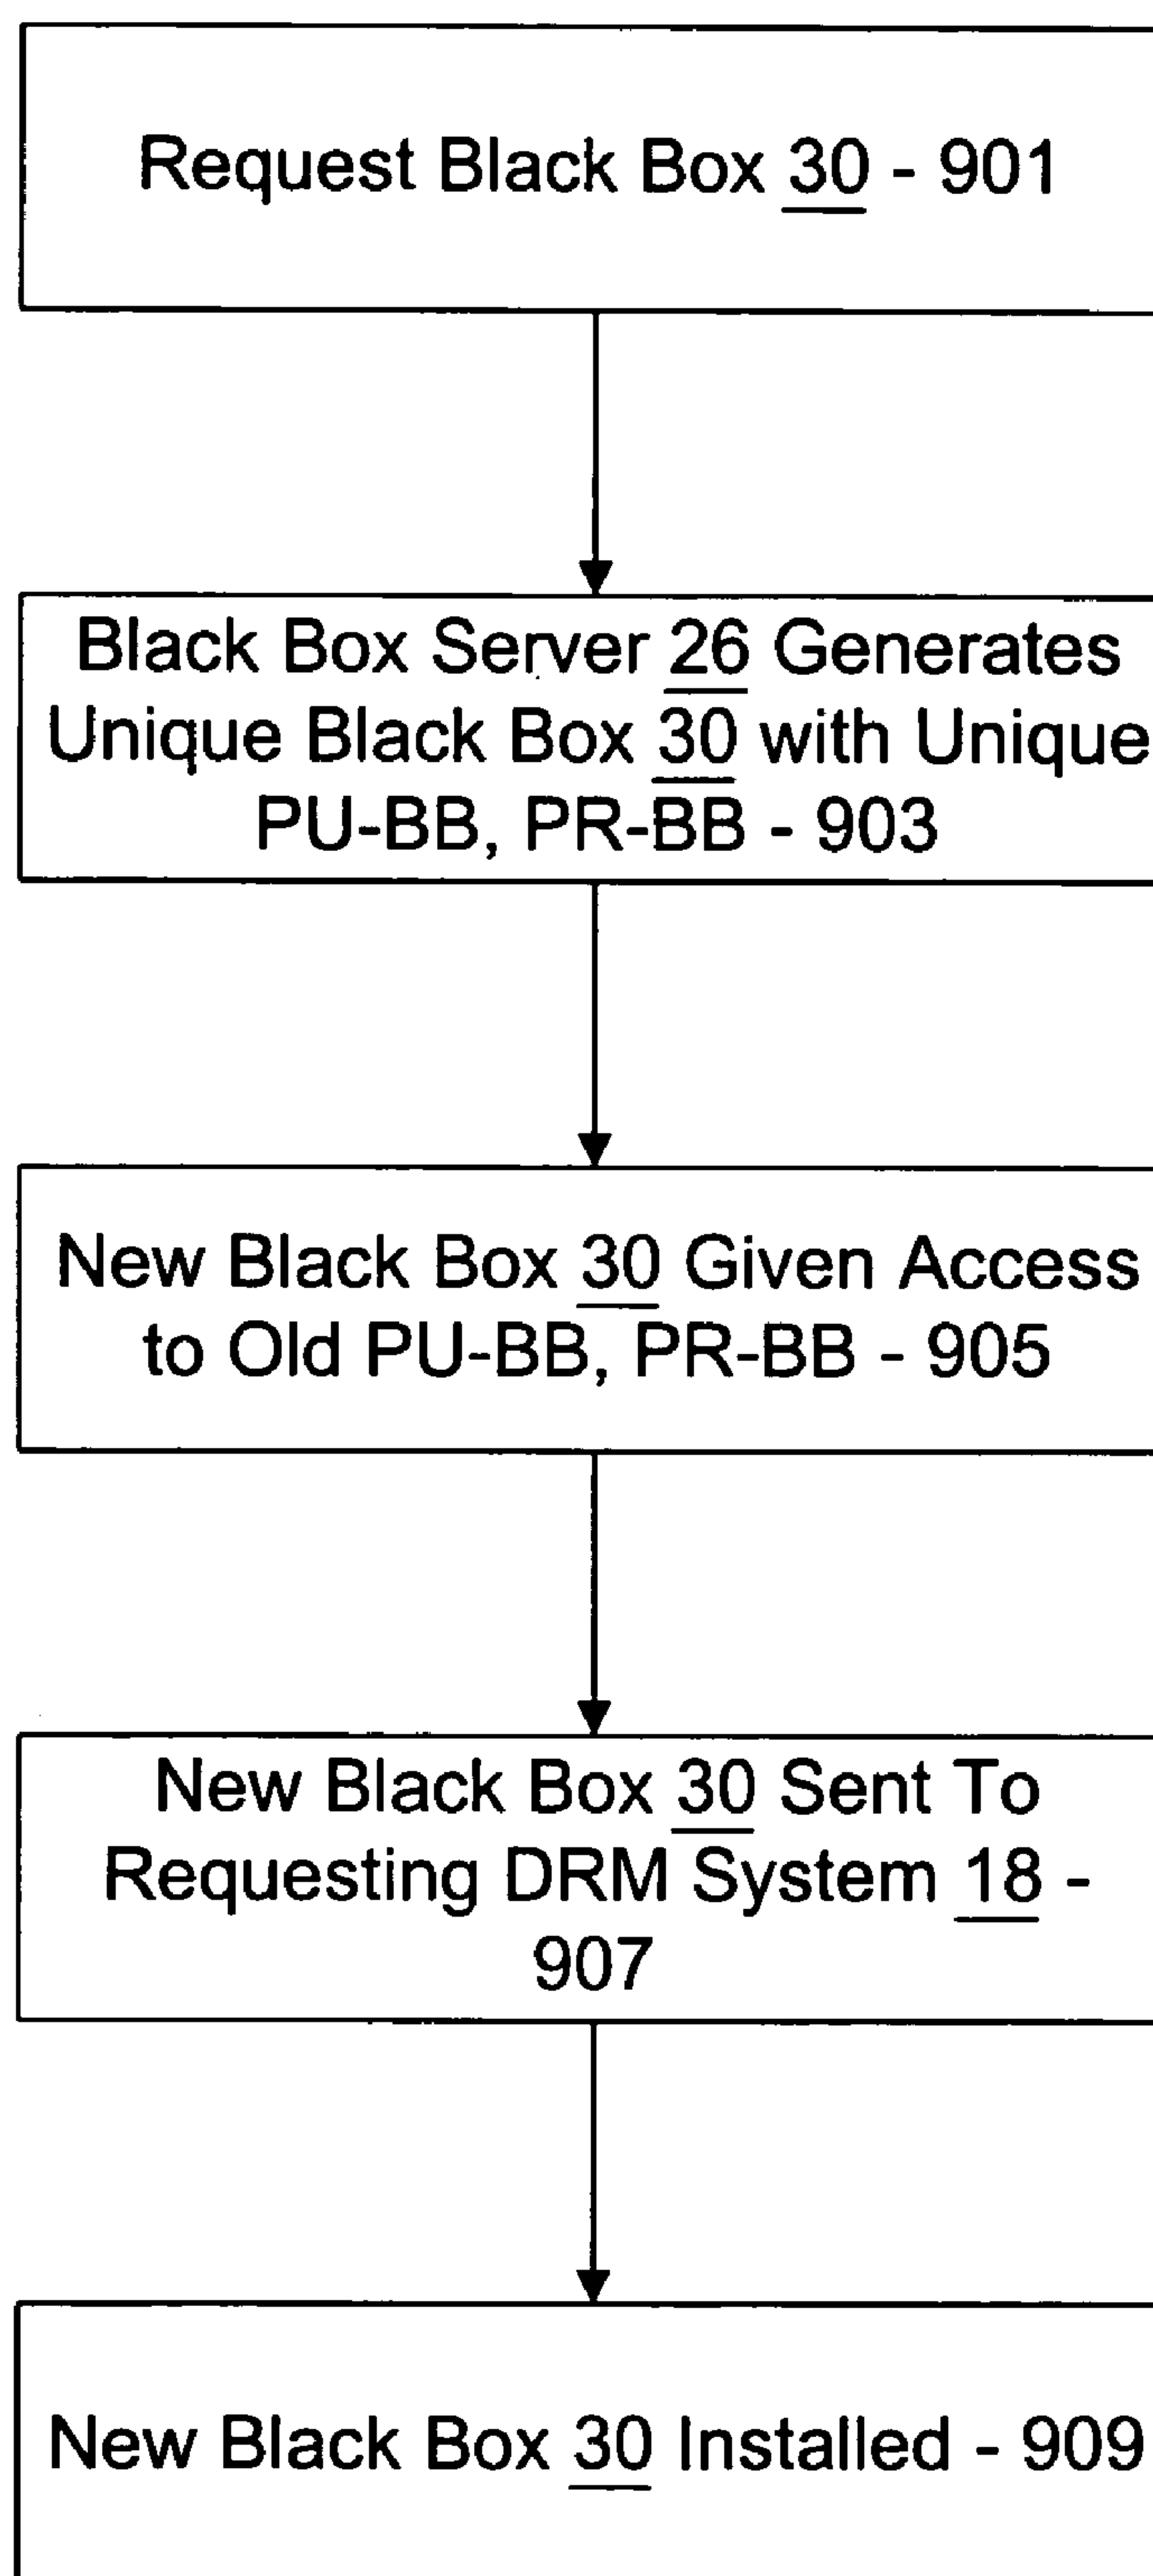 Request Black Box 30 - 901
Black Box Server 26 Generates
Unique Black Box 30 with Unique
PU-BB, PR-BB - 903
New Black Box 30 Given Access
to Old PU-BB, PR-BB - 905
New Black Box 30 Sent To
Requesting DRM System 18 -
907
New Black Box 30 Installed - 909